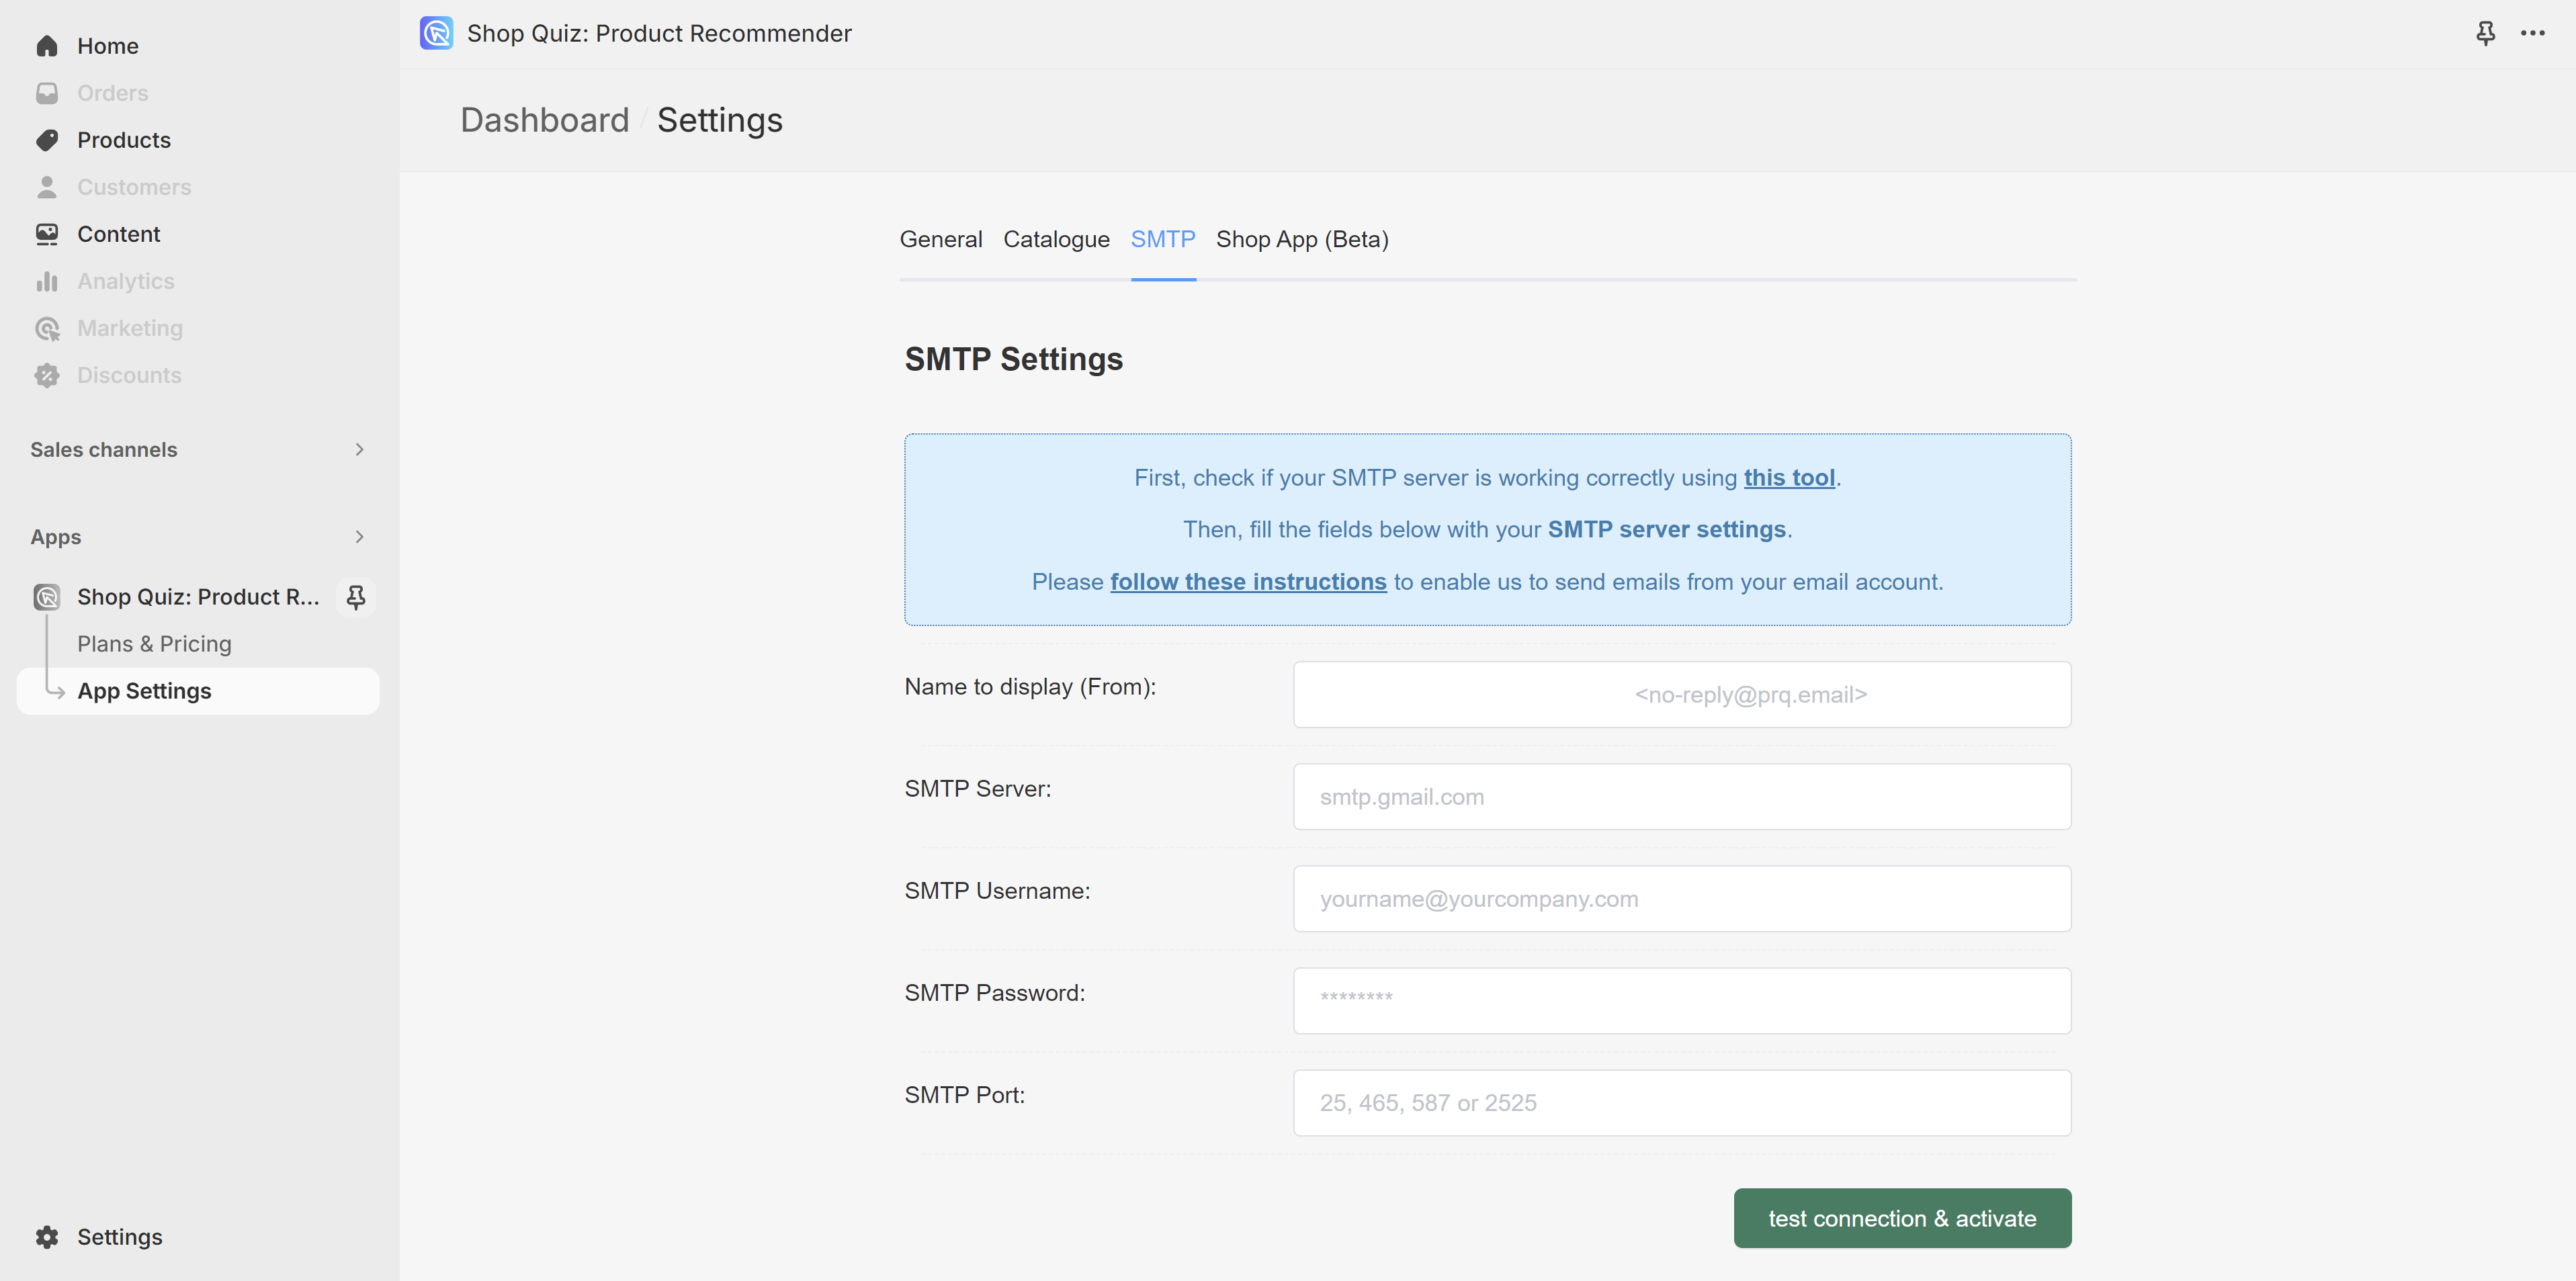 Home
Orders
Products
Customers
Content
Analytics
Marketing
Discounts
Sales channels
Apps
Shop Quiz: Product R...
Plans & Pricing
App Settings
Settings
Shop Quiz: Product Recommender
Dashboard / Settings
General Catalogue SMTP Shop App (Beta)
SMTP Settings
First, check if your SMTP server is working correctly using this tool.
Then, fill the fields below with your SMTP server settings.
Please follow these instructions to enable us to send emails from your email account.
Name to display (From): <no-reply@prq.email>
SMTP Server: smtp.gmail.com
SMTP Username: yourname@yourcompany.com
SMTP Password: ********
SMTP Port: 25, 465, 587 or 2525
test connection & activate